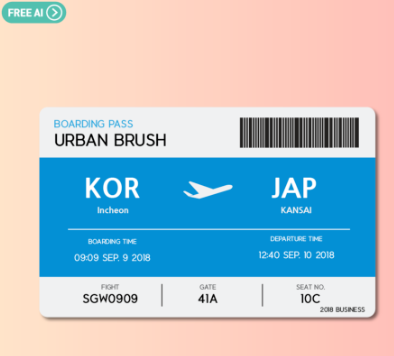 FREE AI
BOARDING PASS
URBAN BRUSH
KOR
JAP
Incheon
KANSAI
BOARDING TIME
DEPARTURE TIME
09:09 SEP. 9 2018
12:40 SEP. 10 2018
FIGHT
GATE
SEAT NO.
SGW0909
41A
10C
2018 BUSINESS